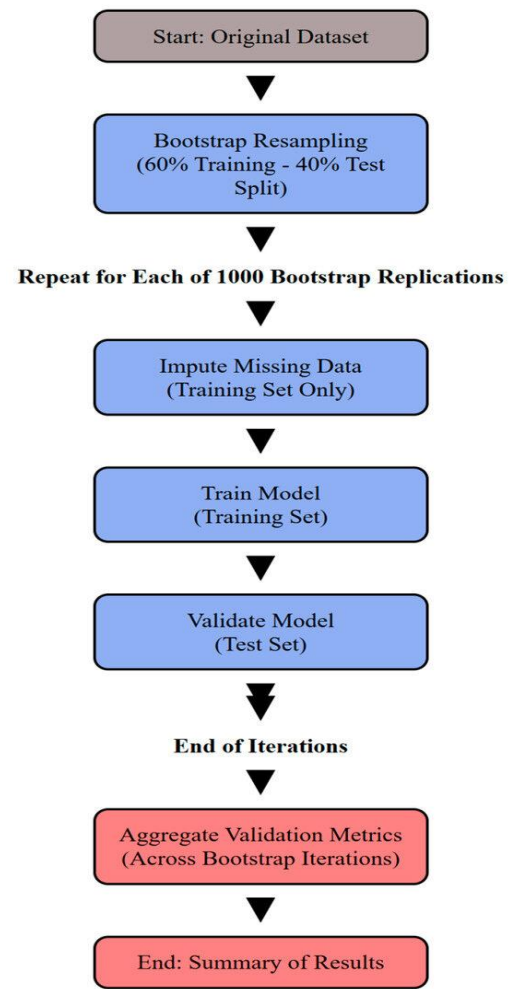 Start: Original Dataset
Bootstrap Resampling
(60% Training - 40% Test
Split)
Repeat for Each of 1000 Bootstrap Replications
Impute Missing Data
(Training Set Only)
Train Model
(Training Set)
Validate Model
(Test Set)
End of Iterations
Aggregate Validation Metrics
(Across Bootstrap Iterations)
End: Summary of Results